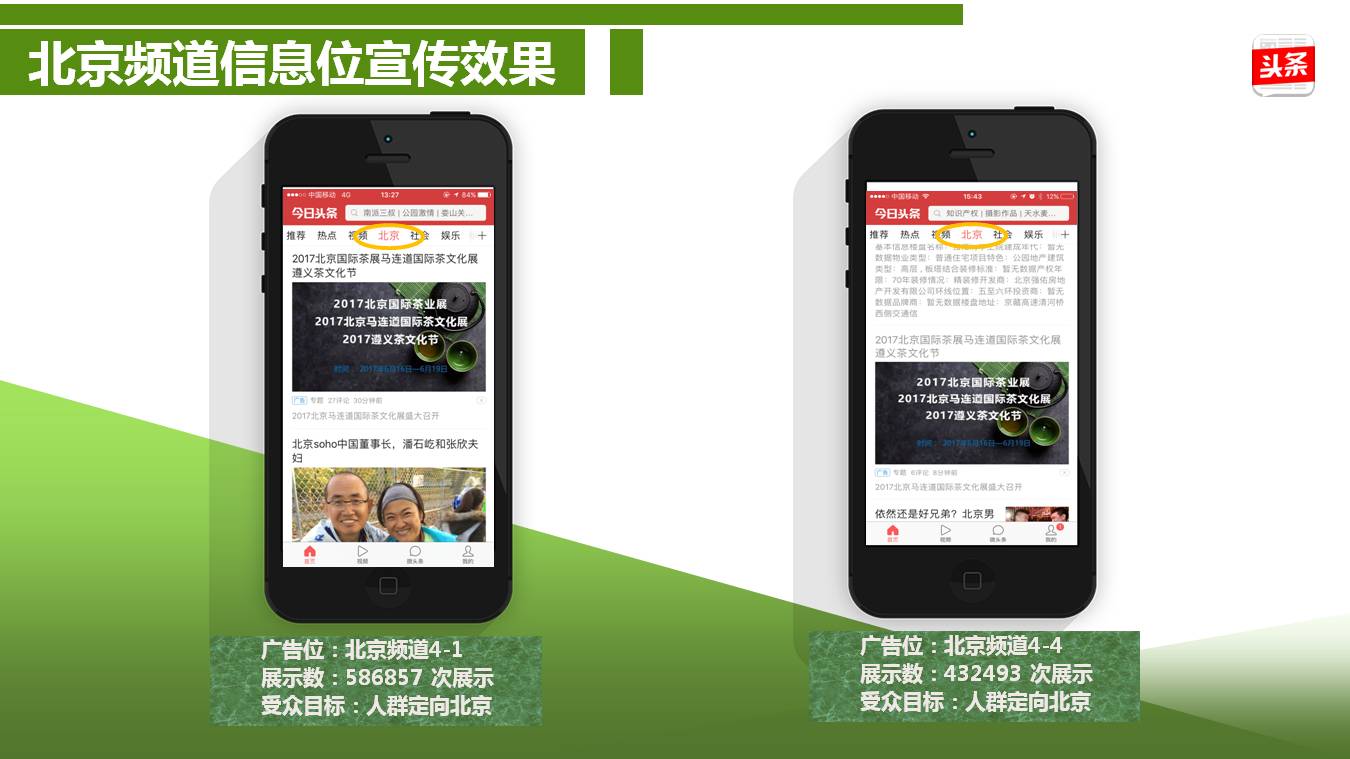 北京频道信息位宣传效果
头条
中国移动 4G 13:27 84%
今日头条 南派三叔 | 公园激情 | 娄山关...
推荐 热点 视频 北京 社会 娱乐 +
2017北京国际茶展马连道国际茶文化展
遵义茶文化节
2017北京国际茶业展
2017北京马连道国际茶文化展
2017遵义茶文化节
时间: 2017年6月16日—6月19日
广告 专题 27评论 30分钟前
2017北京马连道国际茶文化展盛大召开
北京soho中国董事长，潘石屹和张欣夫
妇
首页 视频 微头条 我的
广告位：北京频道4-1
展示数：586857 次展示
受众目标：人群定向北京
中国移动 15:43 12%
今日头条 知识产权 | 摄影作品 | 天水麦...
推荐 热点 视频 北京 社会 娱乐 +
基本信息楼盘名称：
建成年代：暂无
数据物业类型：普通住宅项目特色：公园地产建筑
类型：高层,板塔结合装修标准：暂无数据产权年
限：70年装修情况：精装修开发商：北京强佑房地
产开发有限公司环线位置：五至六环投资商：暂无
数据品牌商：暂无数据楼盘地址：京藏高速清河桥
西侧交通信
2017北京国际茶展马连道国际茶文化展
遵义茶文化节
2017北京国际茶业展
2017北京马连道国际茶文化展
2017遵义茶文化节
时间: 2017年6月16日—6月19日
广告 专题 6评论 8分钟前
2017北京马连道国际茶文化展盛大召开
依然还是好兄弟？北京男
首页 视频 微头条 我的 1
广告位：北京频道4-4
展示数：432493 次展示
受众目标：人群定向北京